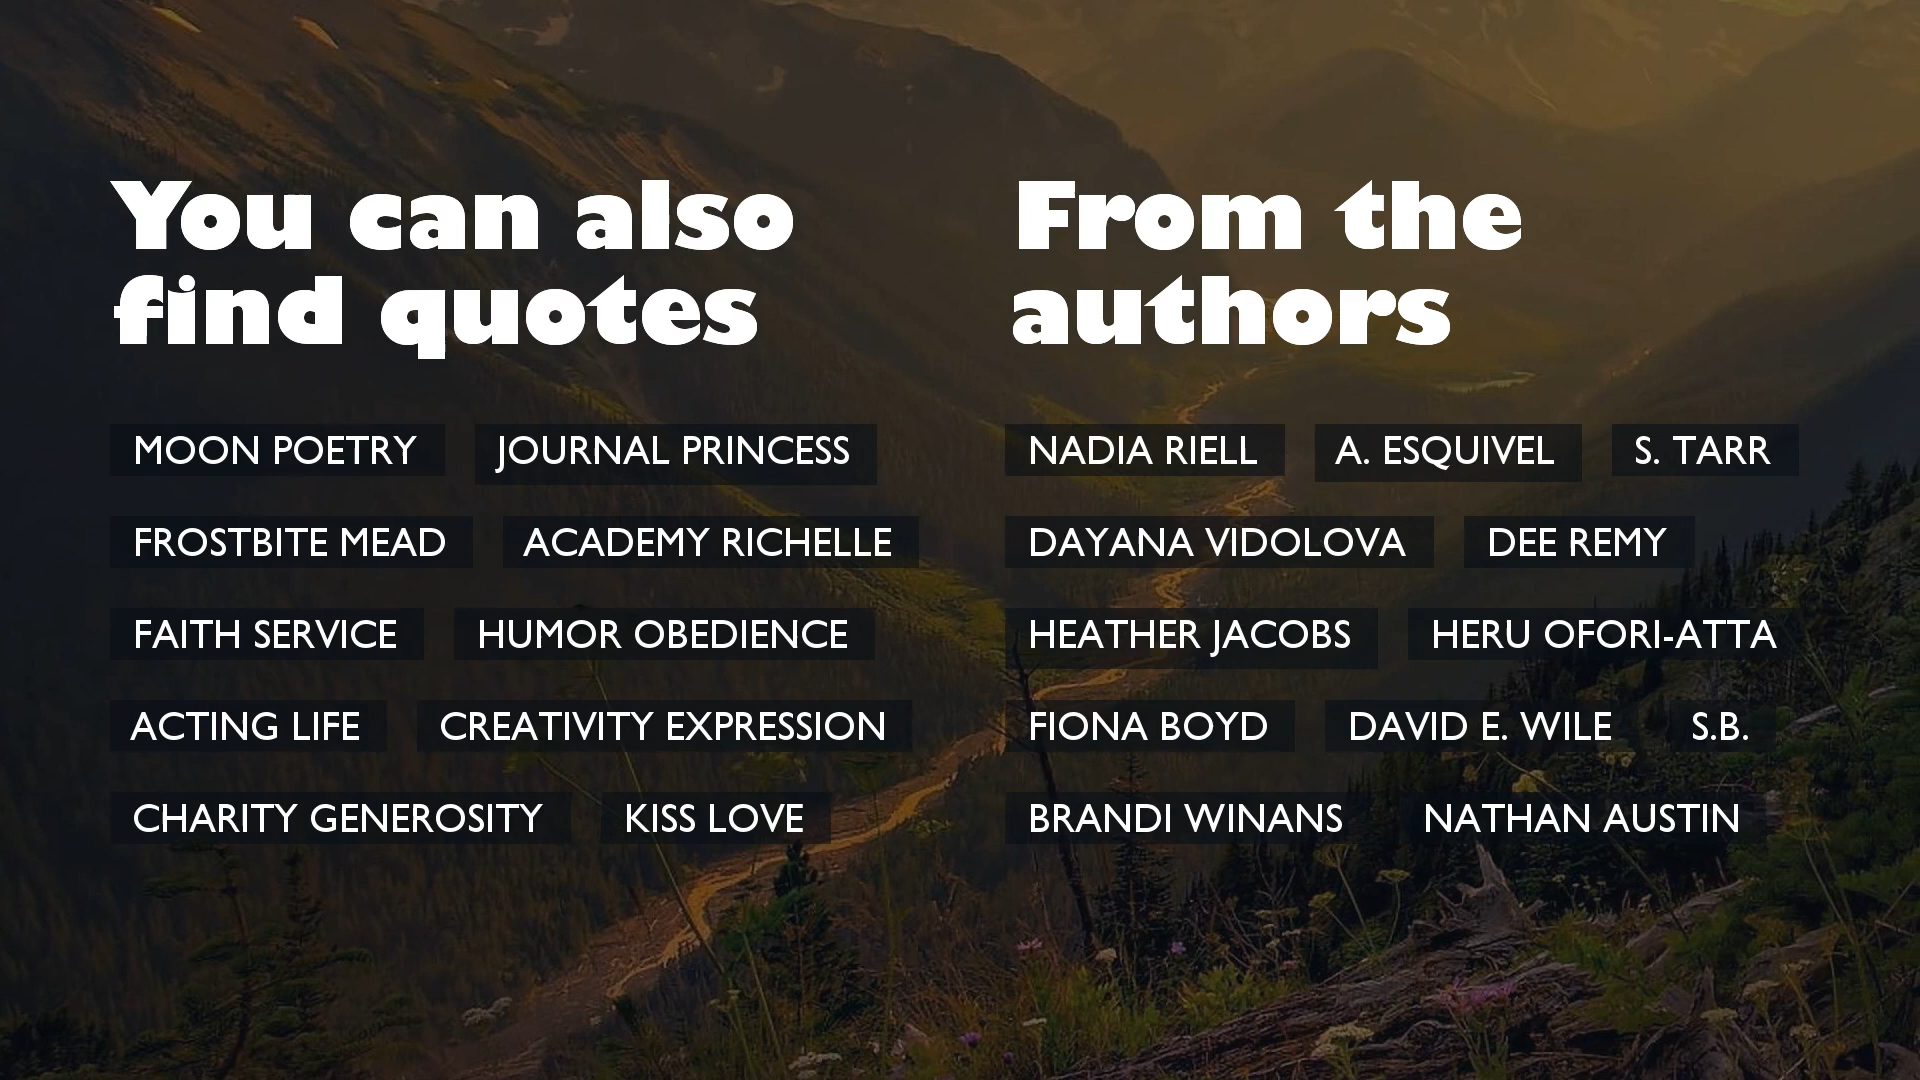 You can also
find quotes
MOON POETRY JOURNAL PRINCESS
FROSTBITE MEAD ACADEMY RICHELLE
FAITH SERVICE HUMOR OBEDIENCE
ACTING LIFE CREATIVITY EXPRESSION
CHARITY GENEROSITY KISS LOVE
From the
authors
NADIA RIELL A. ESQUIVEL S. TARR
DAYANA VIDOLOVA DEE REMY
HEATHER JACOBS HERU OFORI-ATTA
FIONA BOYD DAVID E. WILE S.B.
BRANDI WINANS NATHAN AUSTIN